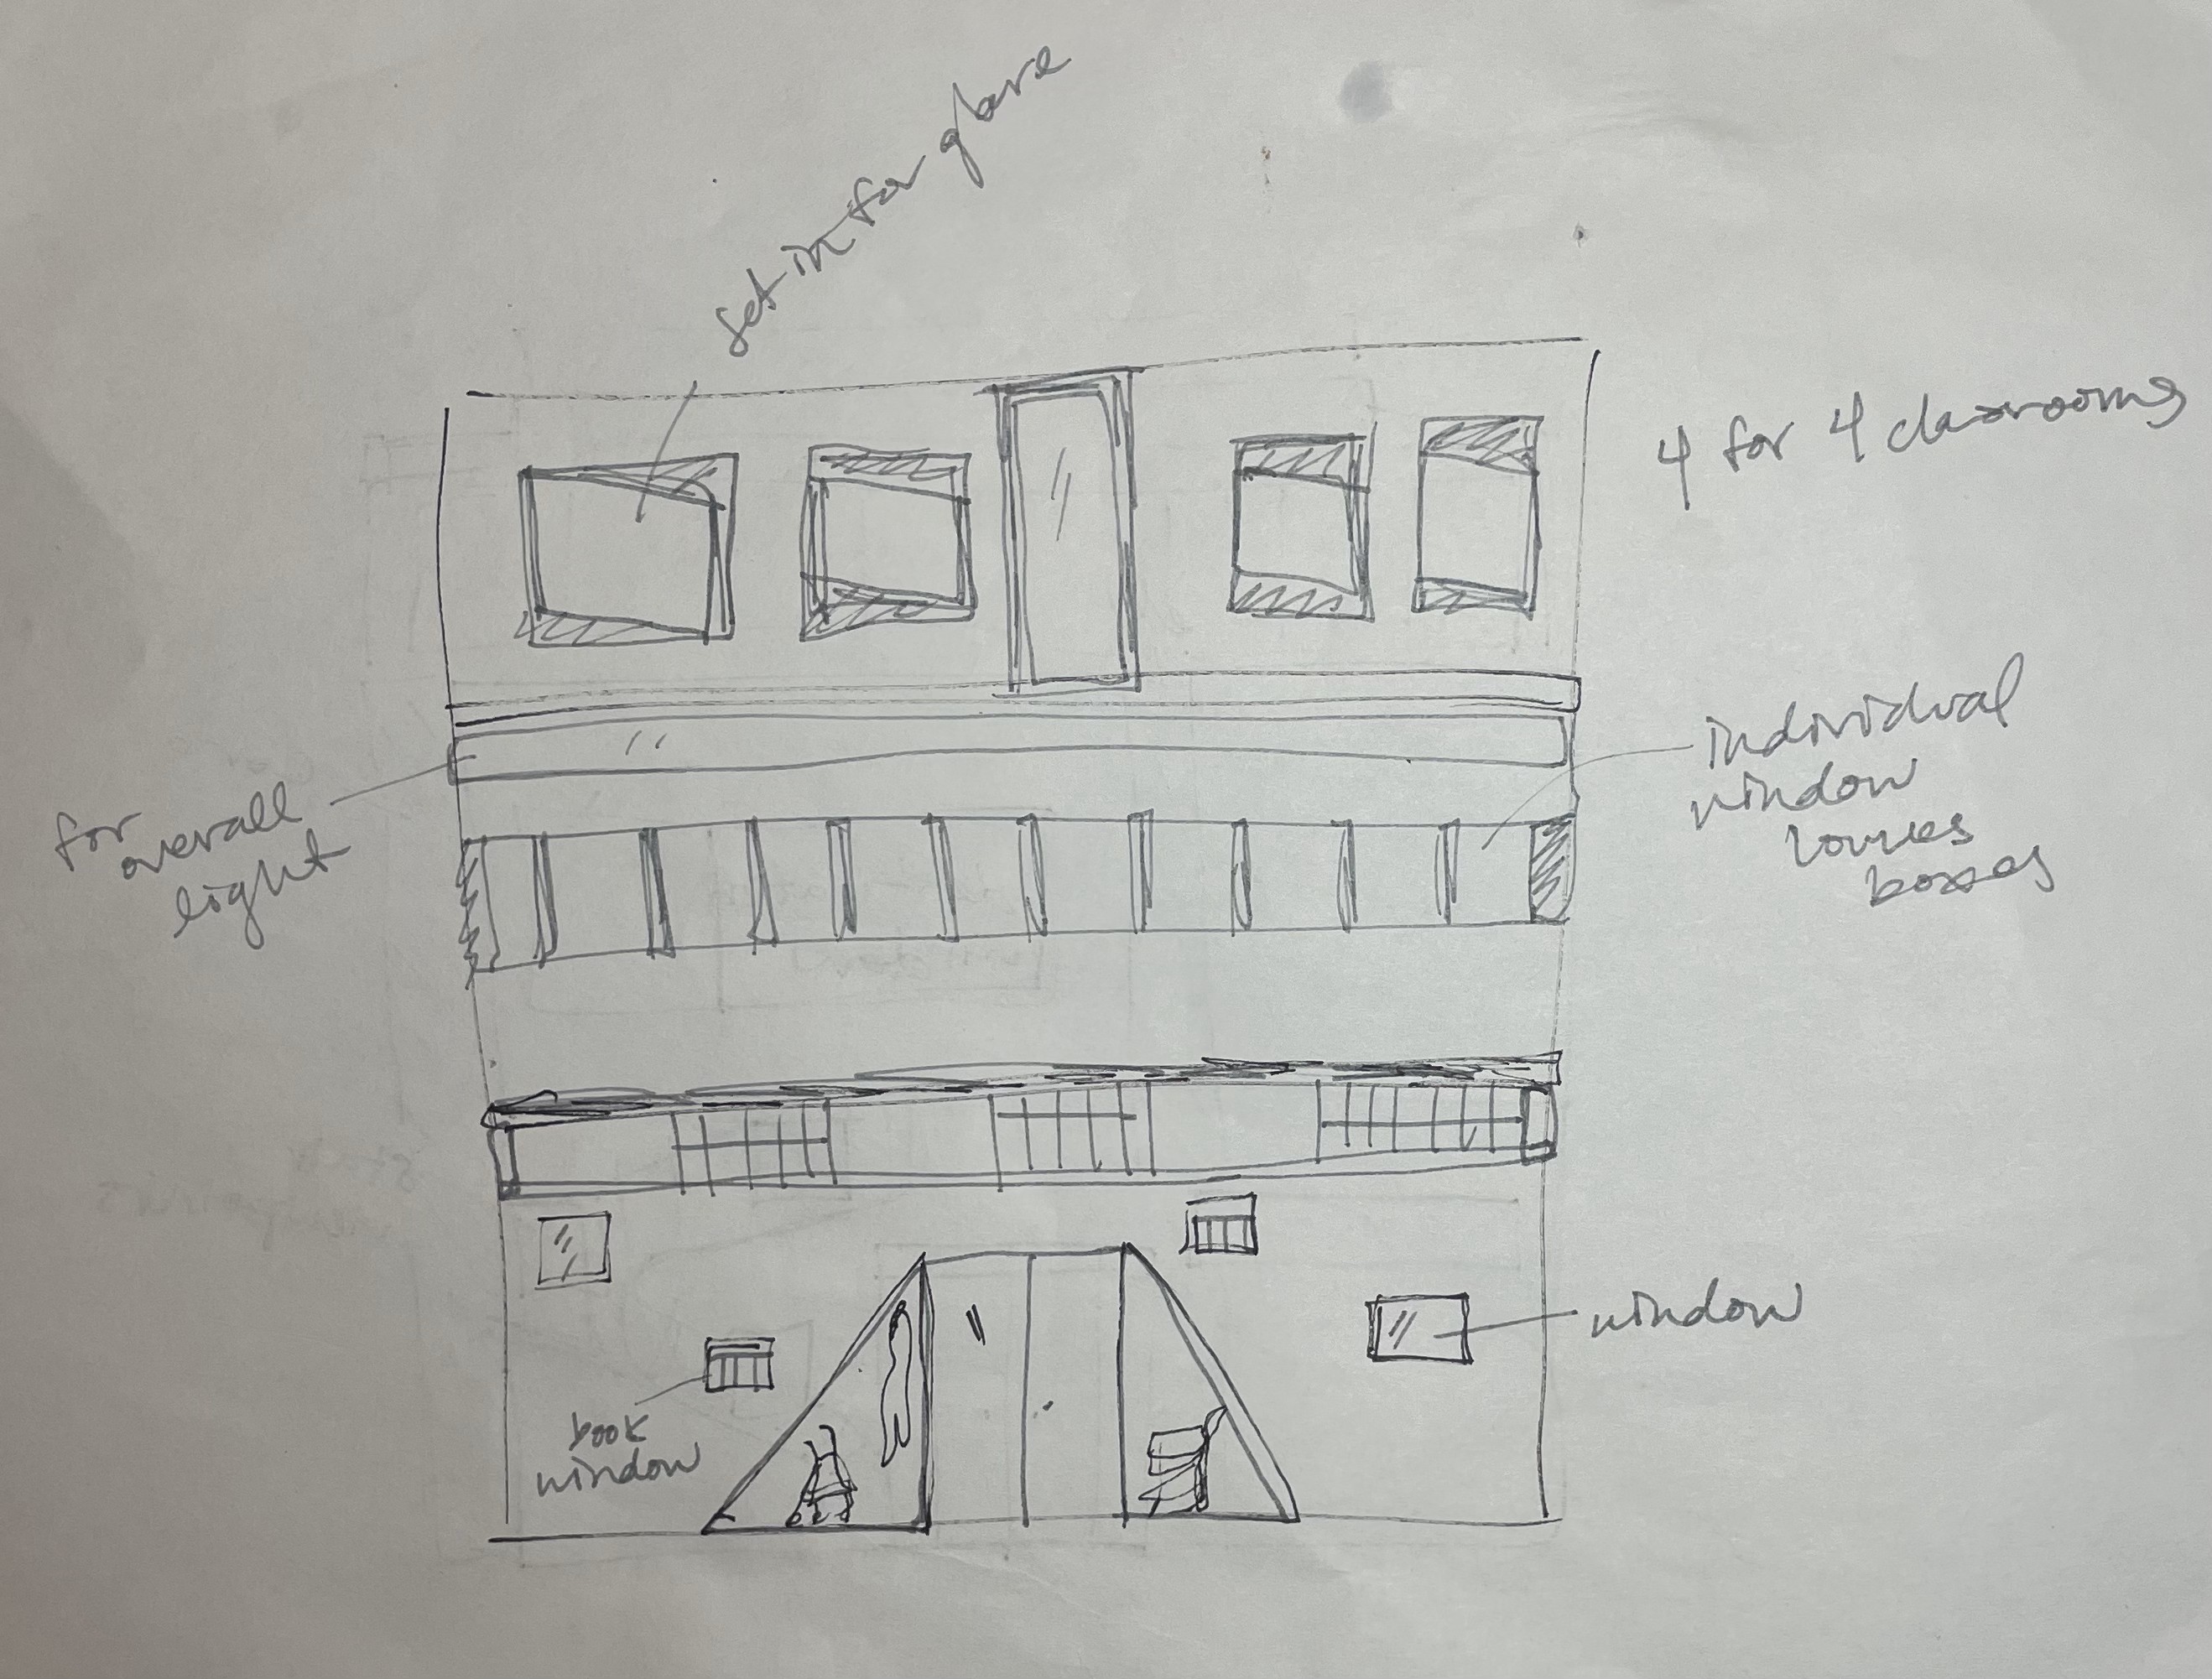 set in for glare
4 for 4 classrooms
individual
window
louvres
boxes
for
overall
light
window
book
window